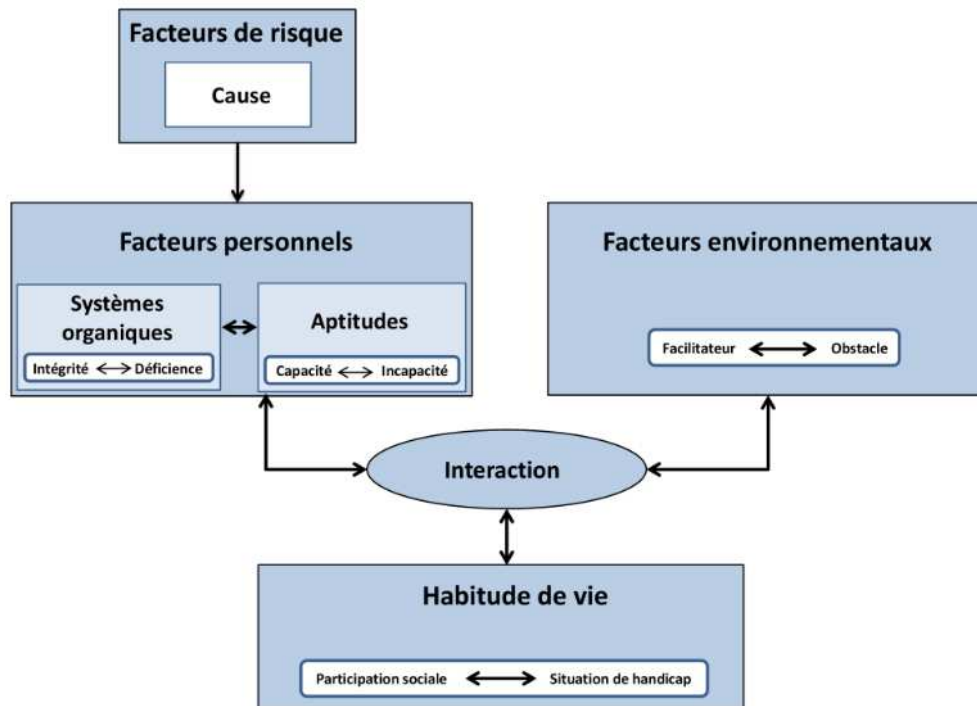 Facteurs de risque
Cause
Facteurs personnels
Systèmes
organiques
Intégrité Déficience
Aptitudes
Capacité Incapacité
Facteurs environnementaux
Facilitateur Obstacle
Interaction
Habitude de vie
Participation sociale Situation de handicap